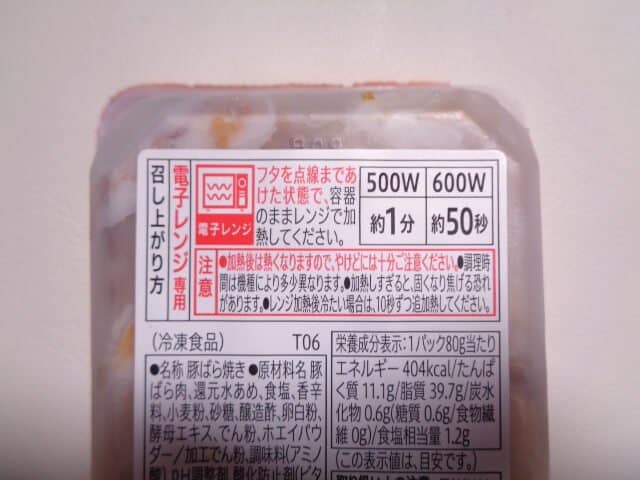 召し上がり方
電子レンジ専用
電子レンジ
フタを点線まであ
けた状態で、容器
のままレンジで加
熱してください。
500W
600W
約1分
約50秒
注意
●加熱後は熱くなりますので、やけどには十分ご注意ください。●調理時
間は機種により多少異なります。●加熱しすぎると、固くなり焦げる恐れ
があります。●レンジ加熱後冷たい場合は、10秒ずつ追加熱してください。
(冷凍食品)
T06
●名称 豚ばら焼き ●原材料名 豚
ばら肉、還元水あめ、食塩、香辛
料、小麦粉、砂糖、醸造酢、卵白粉、
酵母エキス、でん粉、ホエイパウ
ダー/加工でん粉、調味料(アミノ
酸)、pH調整剤、酸化防止剤(ビタ
栄養成分表示:1パック80g当たり
エネルギー 404kcal/たんぱ
く質 11.1g/脂質 39.7g/炭水
化物 0.6g(糖質 0.6g/食物繊
維 0g)/食塩相当量 1.2g
(この表示値は、目安です。)